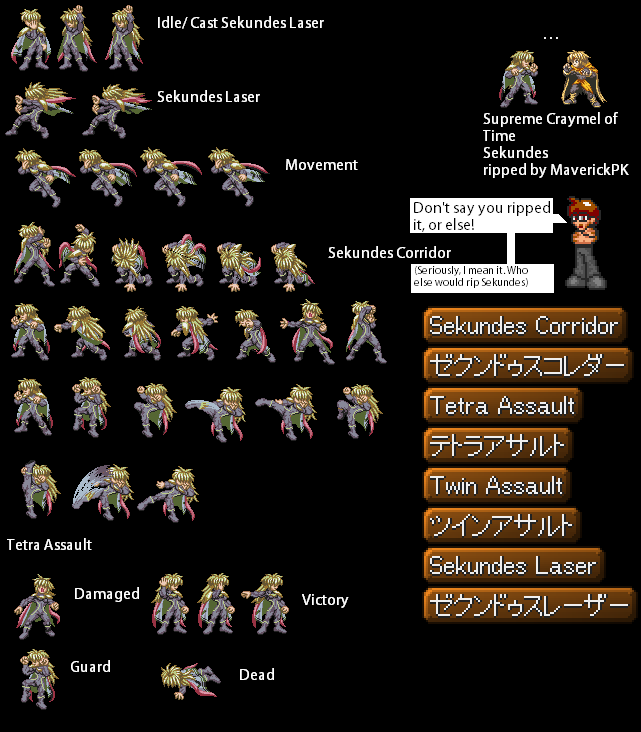 Idle/ Cast Sekundes Laser
...
Sekundes Laser
Supreme Craymel of
Time
Sekundes
ripped by MaverickPK
Movement
Don't say you ripped
it, or else!
Sekundes Corridor
(Seriously, I mean it. Who
else would rip Sekundes)
Sekundes Corridor
ゼクンドゥスコレダー
Tetra Assault
テトラアサルト
Twin Assault
ツインアサルト
Sekundes Laser
ゼクンドゥスレーザー
Tetra Assault
Damaged
Victory
Guard
Dead